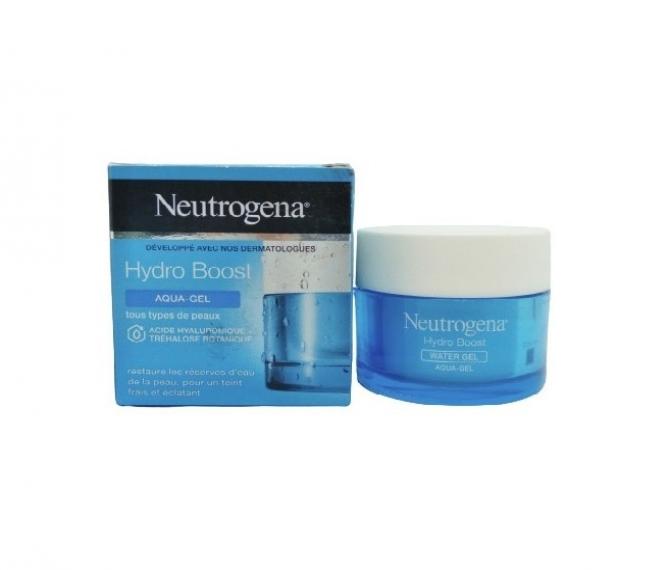 Neutrogena®
DÉVELOPPÉ AVEC NOS DERMATOLOGUES
Hydro Boost
AQUA-GEL
tous types de peaux
ACIDE HYALURONIQUE +
TRÉHALOSE BOTANIQUE
restaure les réserves d'eau
de la peau, pour un teint
frais et éclatant
Neutrogena®
Hydro Boost
WATER GEL
AQUA-GEL